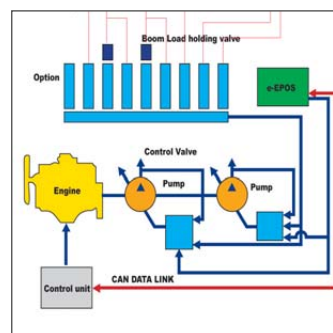 Boom Load holding valve
Option
e-EPOS
Control Valve
Engine
Pump
Pump
Control unit
CAN DATA LINK